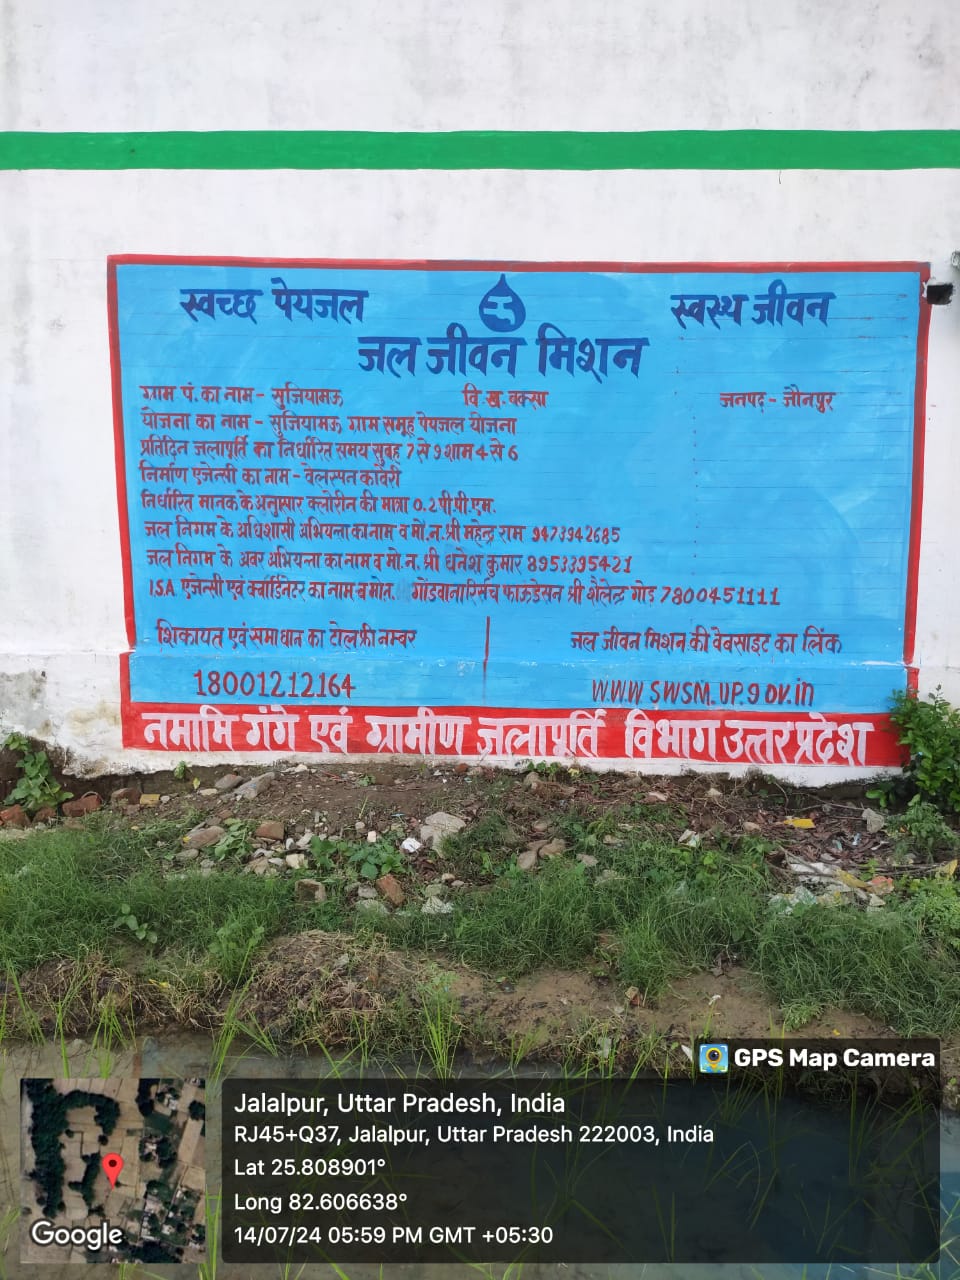 स्वच्छ पेयजल स्वस्थ जीवन
जल जीवन मिशन
ग्राम पं. का नाम - सुजियामऊ वि.ख. बक्सा जनपद - जौनपुर
योजना का नाम - सुजियामऊ ग्राम समूह पेयजल योजना
प्रतिदिन जलापूर्ति का निर्धारित समय सुबह 7 से 9 शाम 4 से 6
निर्माण एजेन्सी का नाम - वेलस्पन कावेरी
निर्धारित मानक के अनुसार क्लोरीन की मात्रा 0.2 पी.पी.एम.
जल निगम के अधिशासी अभियन्ता का नाम व मो.न. श्री महेन्द्र राम 9473942685
जल निगम के अवर अभियन्ता का नाम व मो.न. श्री धनेश कुमार 8953395421
I.S.A एजेन्सी एवं क्वार्डिनेटर का नाम व मोन. गोंडवाना रिर्सच फाऊंडेसन श्री शैलेन्द्र गोड़ 7800451111
शिकायत एवं समाधान का टोल फ्री नम्बर जल जीवन मिशन की वेबसाइट का लिंक
18001212164 www.swsm.up.gov.in
नमामि गंगे एवं ग्रामीण जलापूर्ति विभाग उत्तर प्रदेश
GPS Map Camera
Jalalpur, Uttar Pradesh, India
RJ45+Q37, Jalalpur, Uttar Pradesh 222003, India
Lat 25.808901°
Long 82.606638°
14/07/24 05:59 PM GMT +05:30
Google